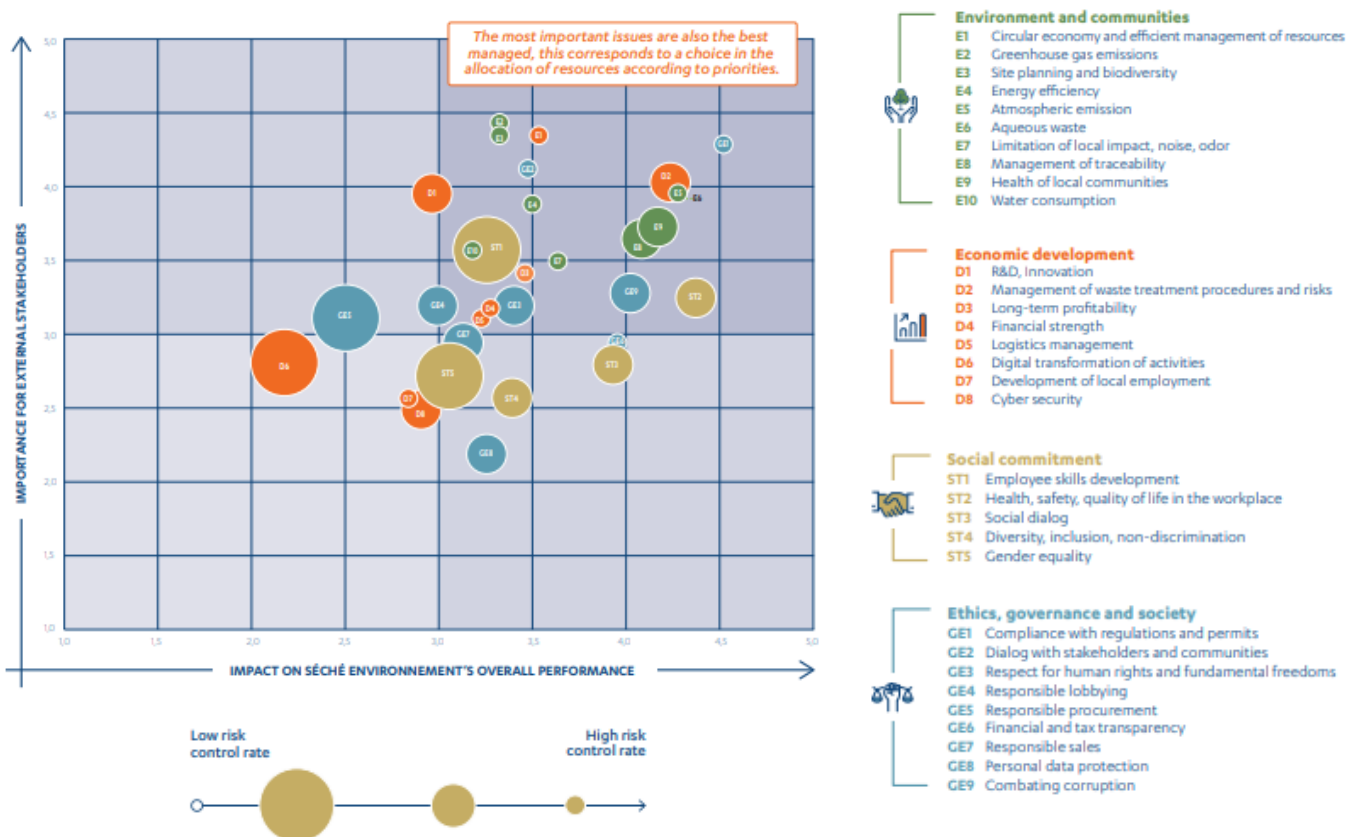 The most important issues are also the best
managed, this corresponds to a choice in the
allocation of resources according to priorities.
IMPORTANCE FOR EXTERNAL STAKEHOLDERS
5,0
4,5
4,0
3,5
3,0
2,5
2,0
1,5
1,0
E2
E3
E1
GE1
GE2
D2
E5
E6
D1
E4
E9
E8
ST1
E10
E7
D3
GE9
ST2
GE4
GE3
D4
D5
GE5
GE7
D6
ST5
ST3
D7
ST4
D8
GE8
1,0 1,5 2,0 2,5 3,0 3,5 4,0 4,5 5,0
IMPACT ON SÉCHÉ ENVIRONNEMENT'S OVERALL PERFORMANCE
Low risk
control rate
High risk
control rate
Environment and communities
E1 Circular economy and efficient management of resources
E2 Greenhouse gas emissions
E3 Site planning and biodiversity
E4 Energy efficiency
E5 Atmospheric emission
E6 Aqueous waste
E7 Limitation of local impact, noise, odor
E8 Management of traceability
E9 Health of local communities
E10 Water consumption
Economic development
D1 R&D, Innovation
D2 Management of waste treatment procedures and risks
D3 Long-term profitability
D4 Financial strength
D5 Logistics management
D6 Digital transformation of activities
D7 Development of local employment
D8 Cyber security
Social commitment
ST1 Employee skills development
ST2 Health, safety, quality of life in the workplace
ST3 Social dialog
ST4 Diversity, inclusion, non-discrimination
ST5 Gender equality
Ethics, governance and society
GE1 Compliance with regulations and permits
GE2 Dialog with stakeholders and communities
GE3 Respect for human rights and fundamental freedoms
GE4 Responsible lobbying
GE5 Responsible procurement
GE6 Financial and tax transparency
GE7 Responsible sales
GE8 Personal data protection
GE9 Combating corruption